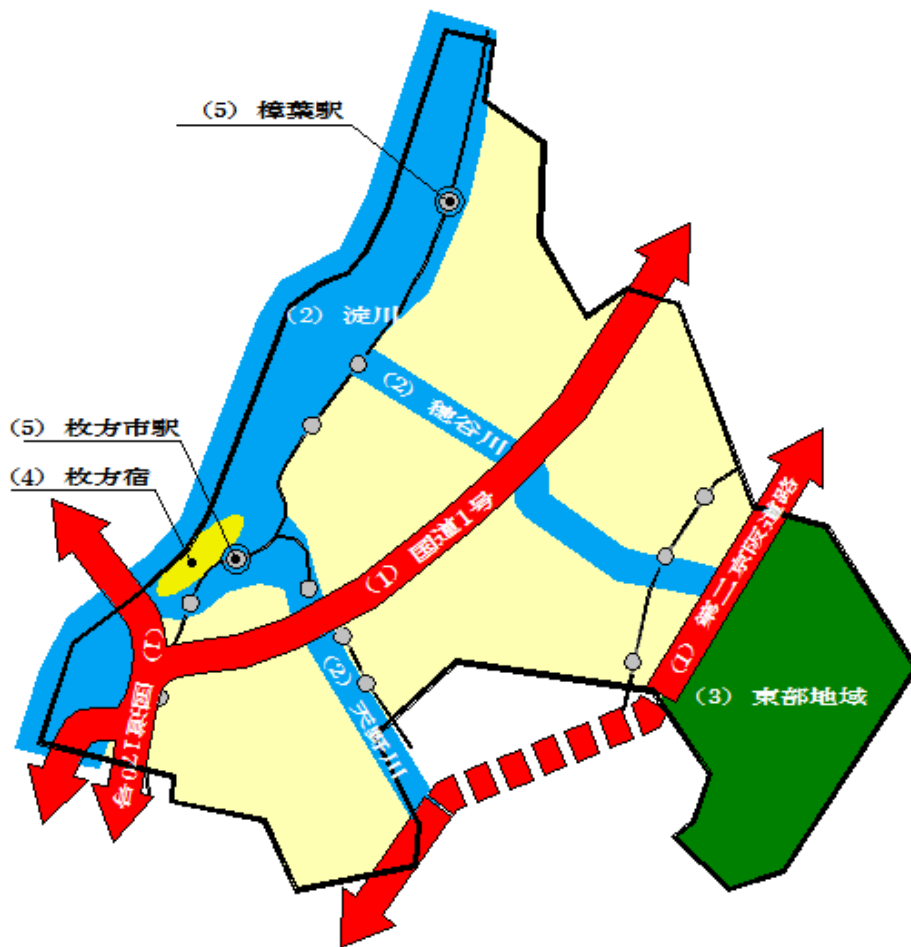 (5) 樟葉駅
(2) 淀川
(2) 穂谷川
(5) 枚方市駅
(4) 枚方宿
(1) 国道1号
(1) 第二京阪道路
(1) 国道170号
(2) 天野川
(3) 東部地域